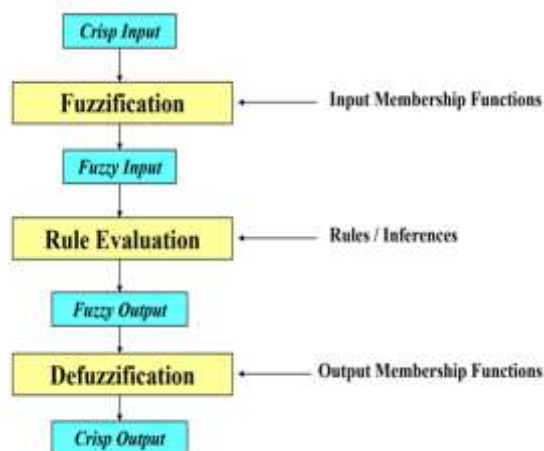 Crisp Input
Fuzzification
Input Membership Functions
Fuzzy Input
Rule Evaluation
Rules / Inferences
Fuzzy Output
Defuzzification
Output Membership Functions
Crisp Output